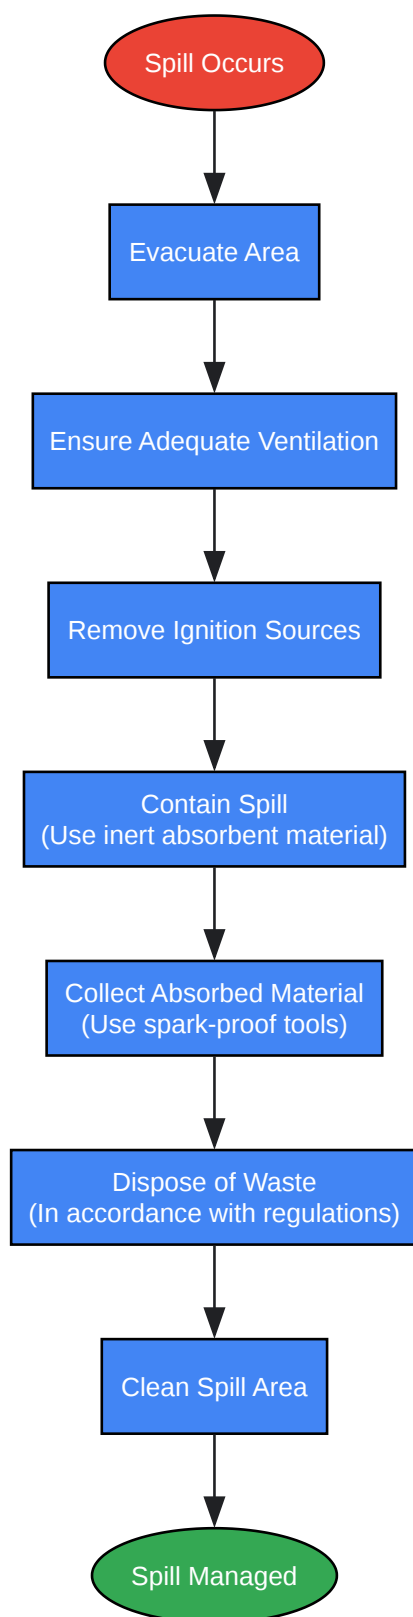 Spill Occurs
Evacuate Area
Ensure Adequate Ventilation
Remove Ignition Sources
Contain Spill
(Use inert absorbent material)
Collect Absorbed Material
(Use spark-proof tools)
Dispose of Waste
(In accordance with regulations)
Clean Spill Area
Spill Managed